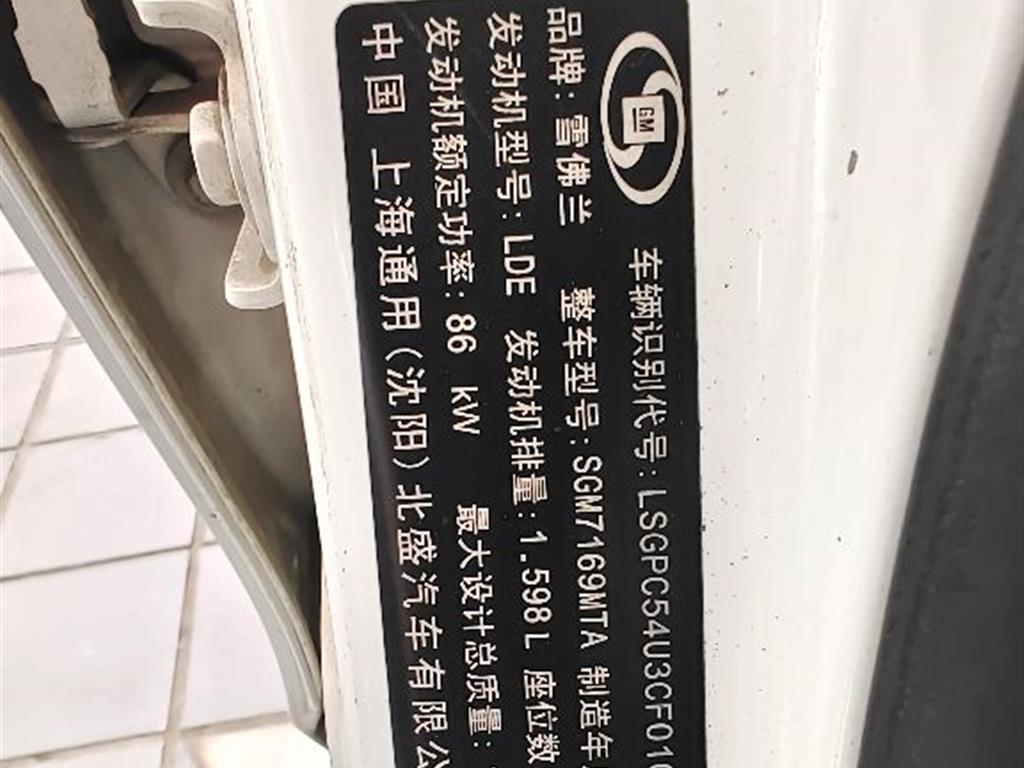 GM
车辆识别代号:LSGPC54U3CF01
品牌:雪佛兰 整车型号:SGM7169MTA 制造年
发动机型号:LDE 发动机排量:1.598L 座位数
发动机额定功率:86 kW 最大设计总质量:
中国 上海通用(沈阳)北盛汽车有限公